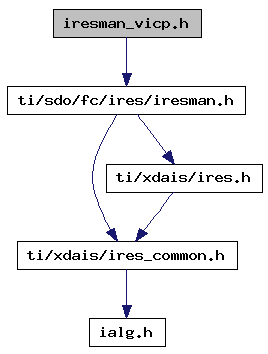 iresman_vicp.h
ti/sdo/fc/ires/iresman.h
ti/xdais/ires.h
ti/xdais/ires_common.h
ialg.h